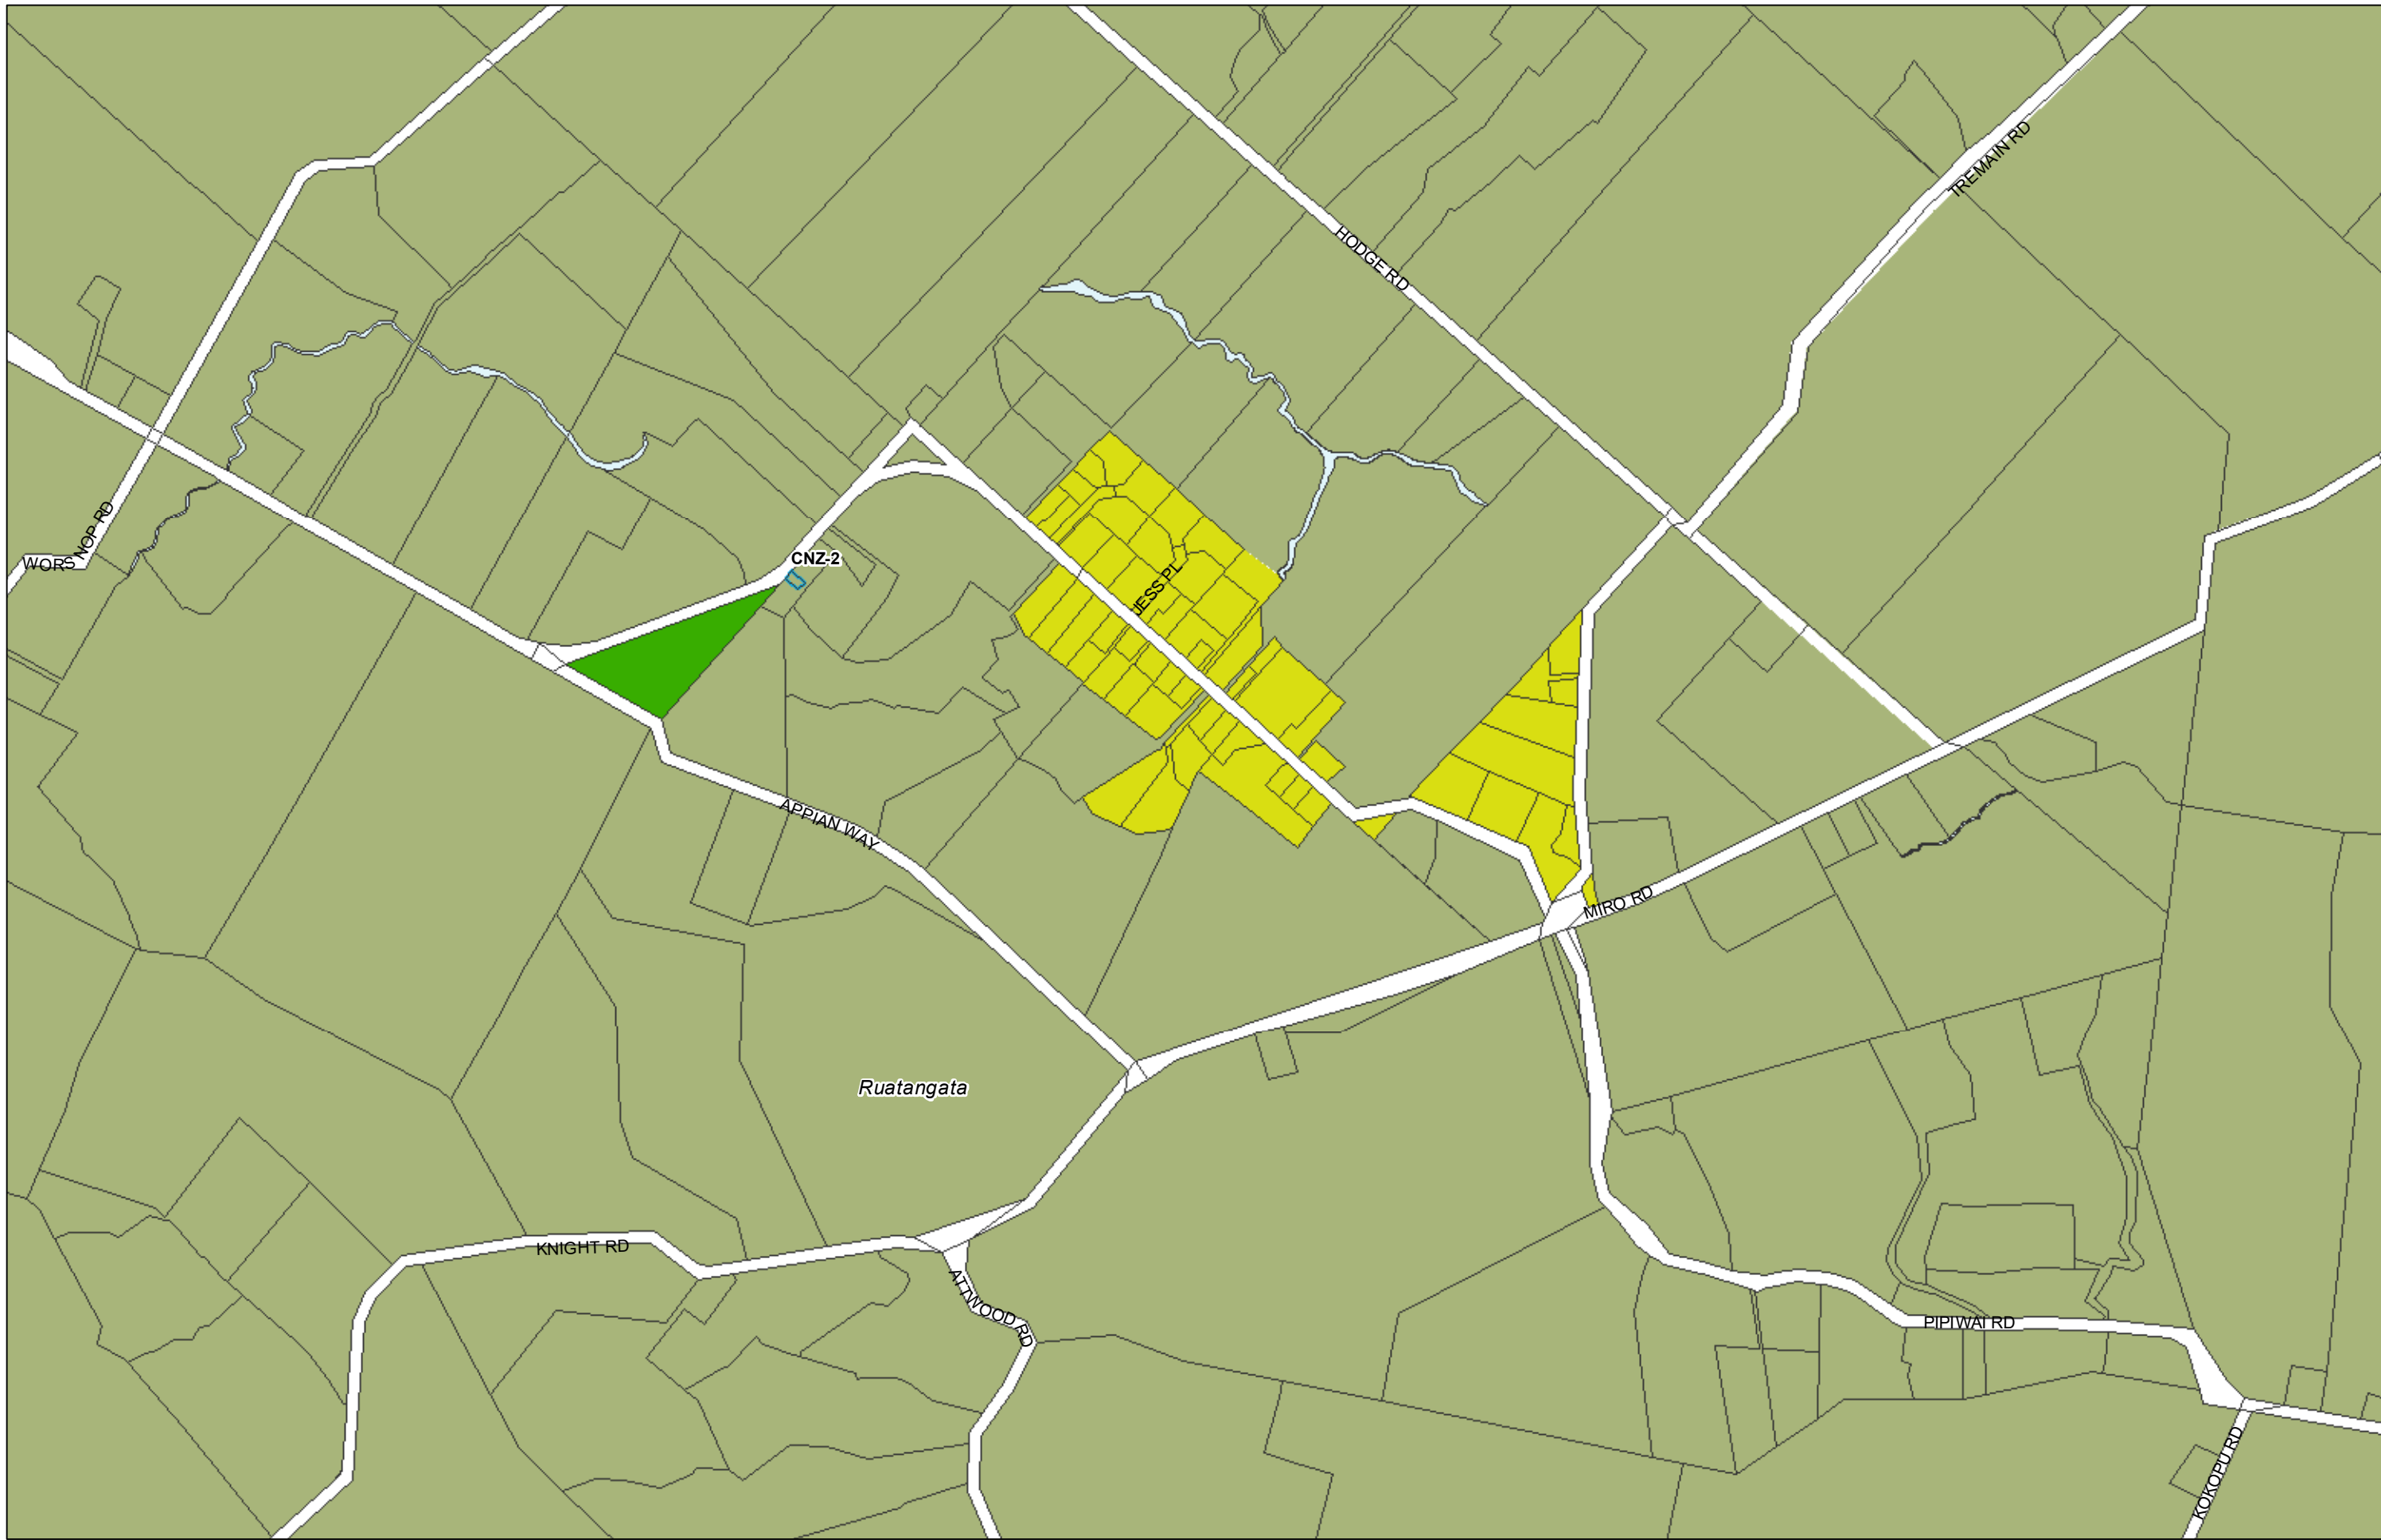 TREMAIN RD
HODGE RD
WORSNOP RD
CNZ-2
JESS PL
APPIAN WAY
MIRO RD
Ruatangata
KNIGHT RD
ATTWOOD RD
PIPIWAI RD
KOKOPU RD